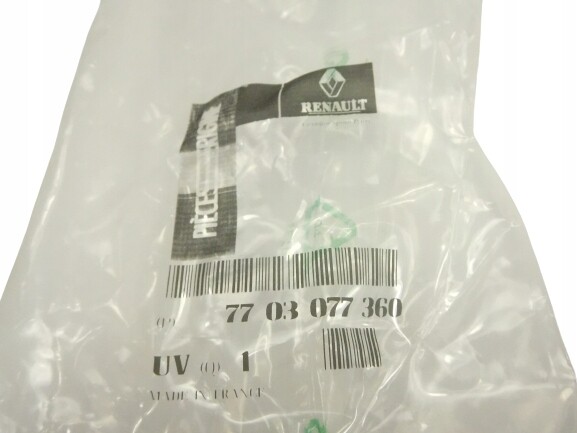 RENAULT
PIÈCES
(P) 77 03 077 360
UV (Q) 1
MADE IN FRANCE